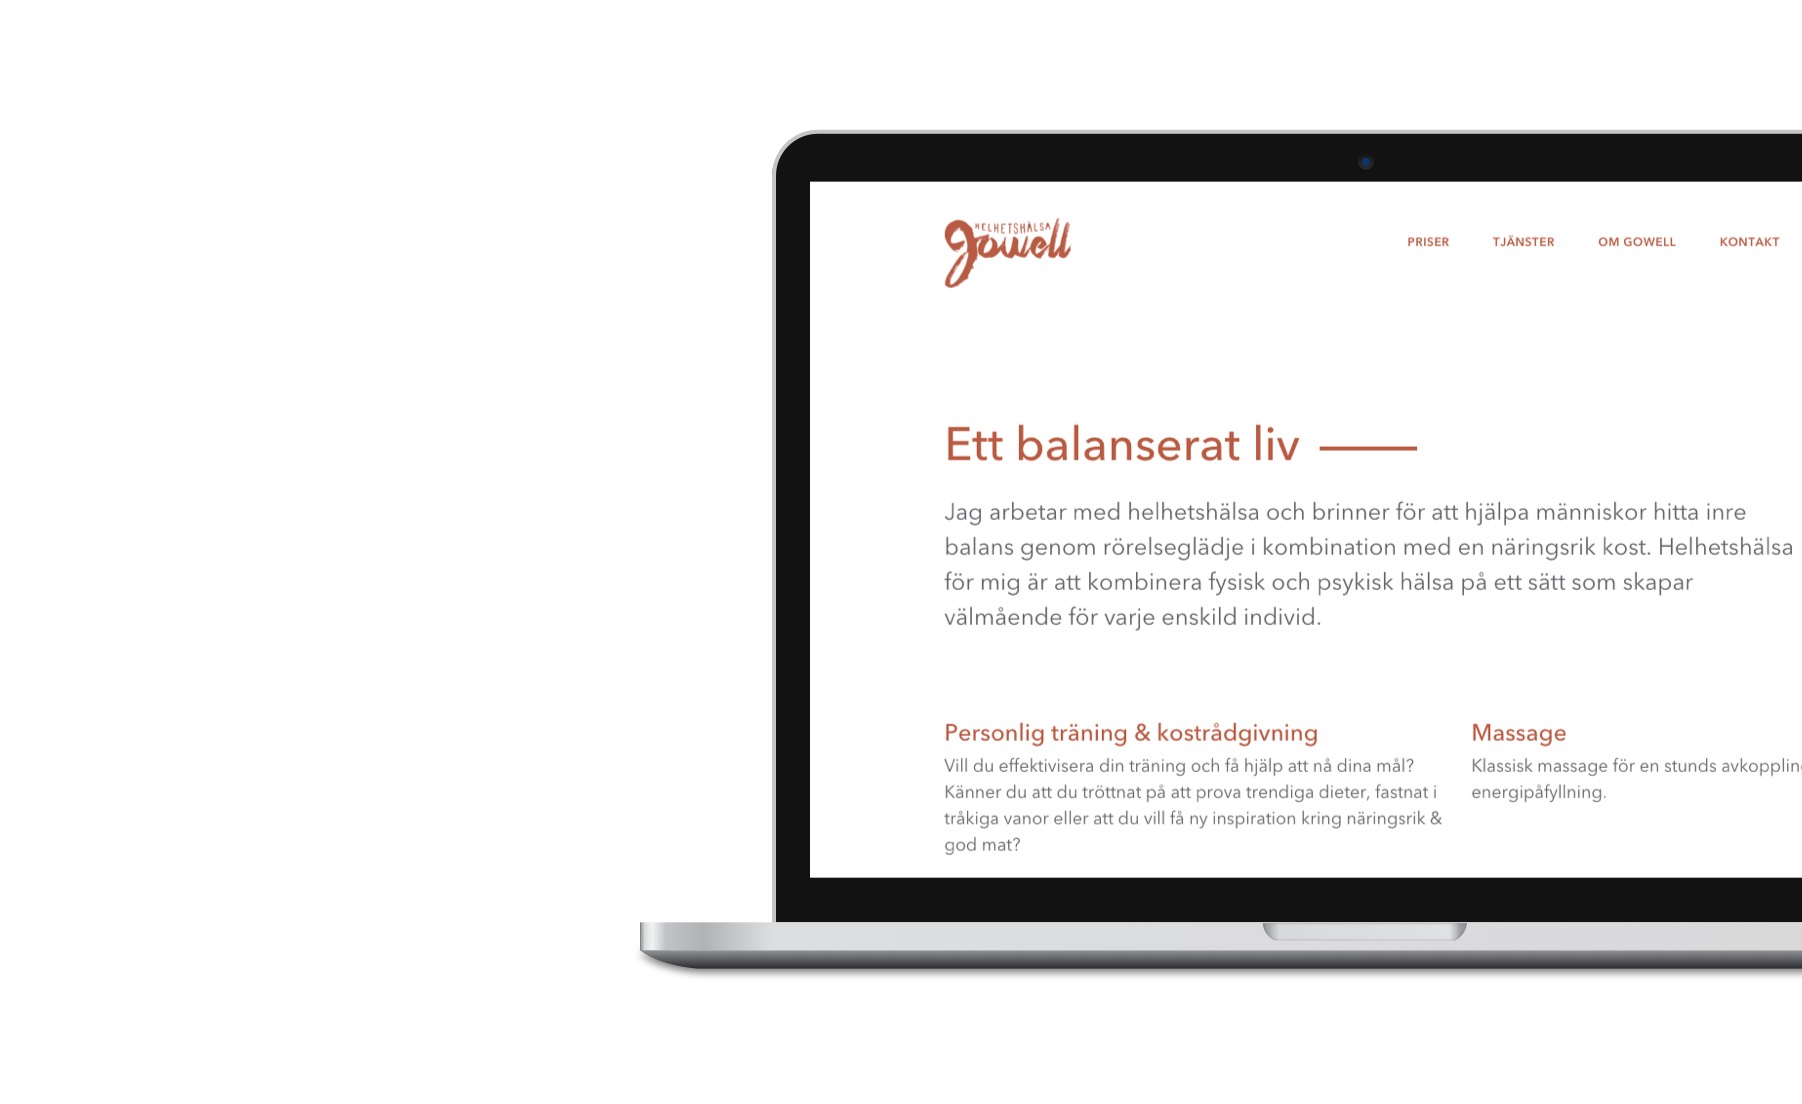 HELHETSHÄLSA
Gowell
PRISER TJÄNSTER OM GOWELL KONTAKT
Ett balanserat liv
Jag arbetar med helhetshälsa och brinner för att hjälpa människor hitta inre
balans genom rörelseglädje i kombination med en näringsrik kost. Helhetshälsa
för mig är att kombinera fysisk och psykisk hälsa på ett sätt som skapar
välmående för varje enskild individ.
Personlig träning & kostrådgivning
Vill du effektivisera din träning och få hjälp att nå dina mål?
Känner du att du tröttnat på att prova trendiga dieter, fastnat i
tråkiga vanor eller att du vill få ny inspiration kring näringsrik &
god mat?
Massage
Klassisk massage för en stunds
energipåfyllning.